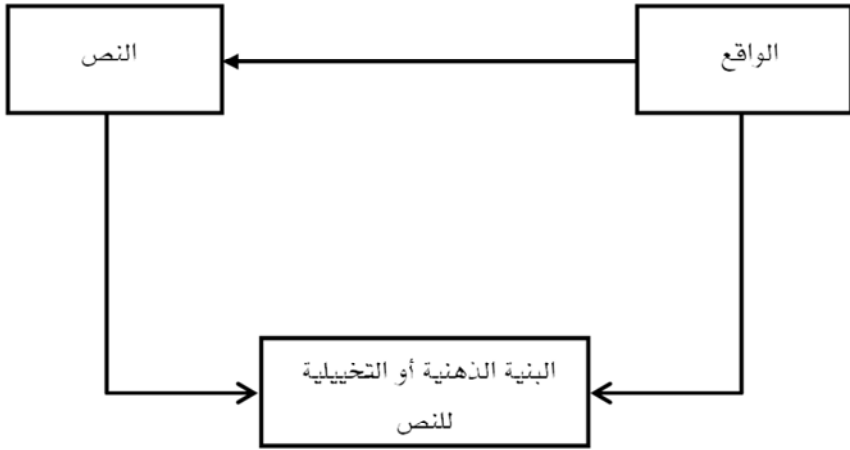 الواقع
النص
البنية الذهنية أو التخييلية
للنص